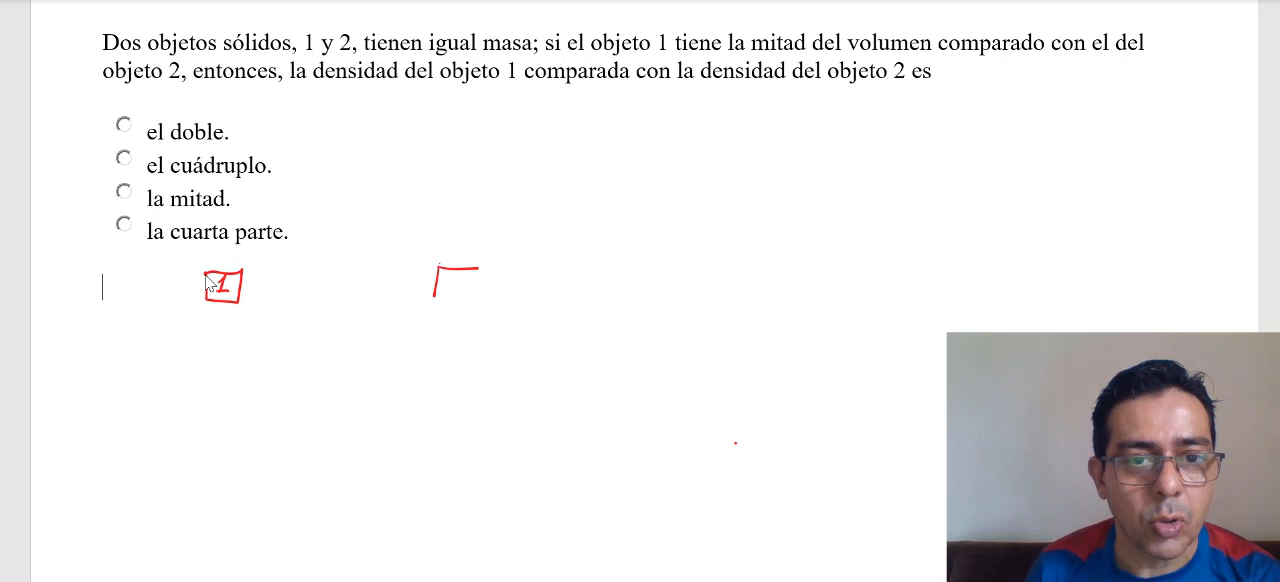 Dos objetos sólidos, 1 y 2, tienen igual masa; si el objeto 1 tiene la mitad del volumen comparado con el del
objeto 2, entonces, la densidad del objeto 1 comparada con la densidad del objeto 2 es
el doble.
el cuádruplo.
la mitad.
la cuarta parte.
1